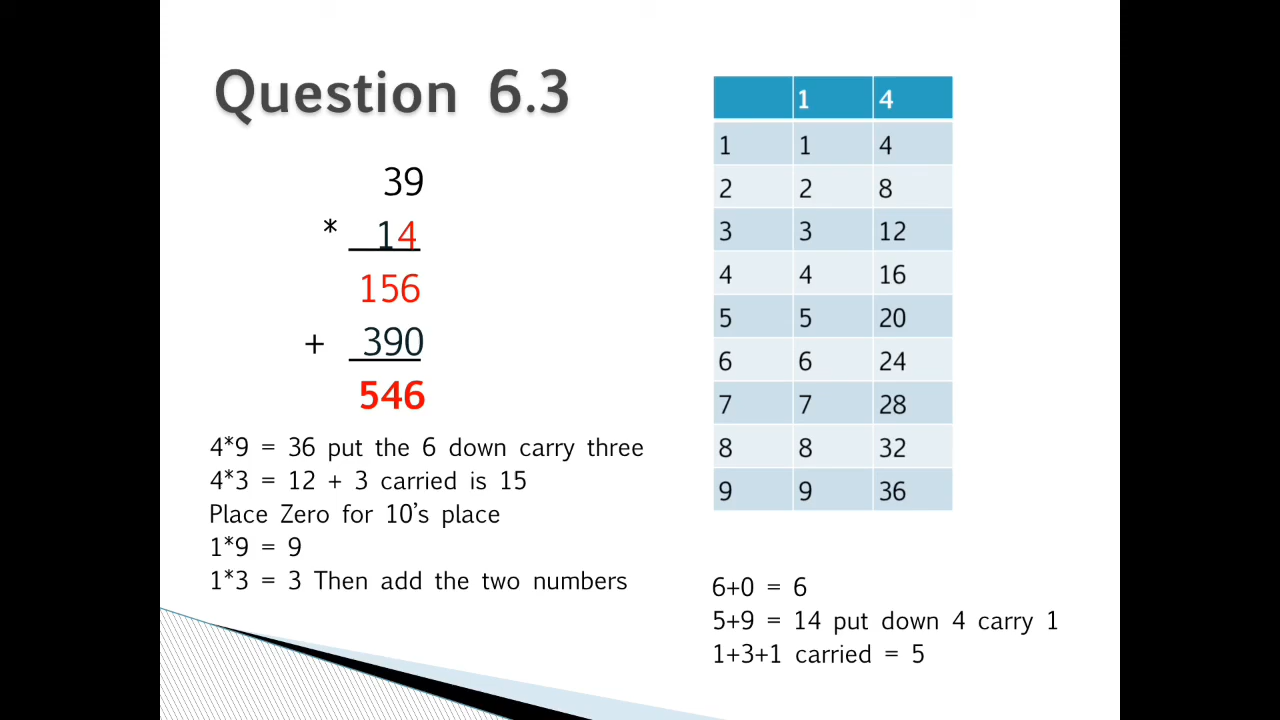 Question 6.3
39
* 14
156
+ 390
546
4*9 = 36 put the 6 down carry three
4*3 = 12 + 3 carried is 15
Place Zero for 10’s place
1*9 = 9
1*3 = 3 Then add the two numbers
1 4
1 1 4
2 2 8
3 3 12
4 4 16
5 5 20
6 6 24
7 7 28
8 8 32
9 9 36
6+0 = 6
5+9 = 14 put down 4 carry 1
1+3+1 carried = 5